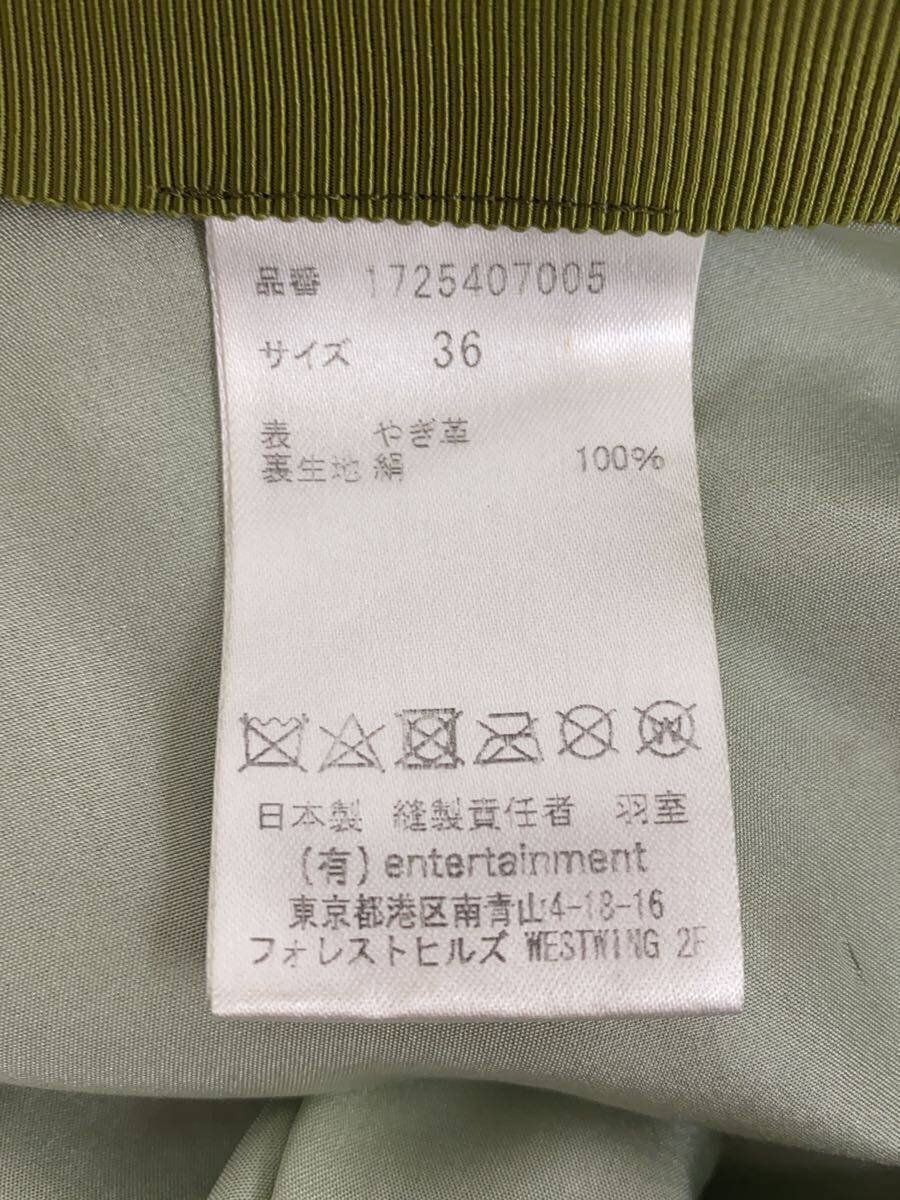 品番 1725407005
サイズ 36
表 やぎ革
裏生地 絹 100%
日本製 縫製責任者 羽室
(有) entertainment
東京都港区南青山4-18-16
フォレストヒルズ WESTWING 2F